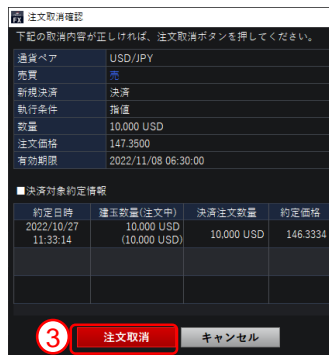 FX 注文取消確認
下記の取消内容が正しければ、注文取消ボタンを押してください。
通貨ペア USD/JPY
売買 売
新規決済 決済
執行条件 指値
数量 10,000 USD
注文価格 147.3500
有効期限 2022/11/08 06:30:00
■決済対象約定情報
約定日時 建玉数量(注文中) 決済注文数量 約定価格
2022/10/27 11:33:14 10,000 USD (10,000 USD) 10,000 USD 146.3334
3 注文取消 キャンセル